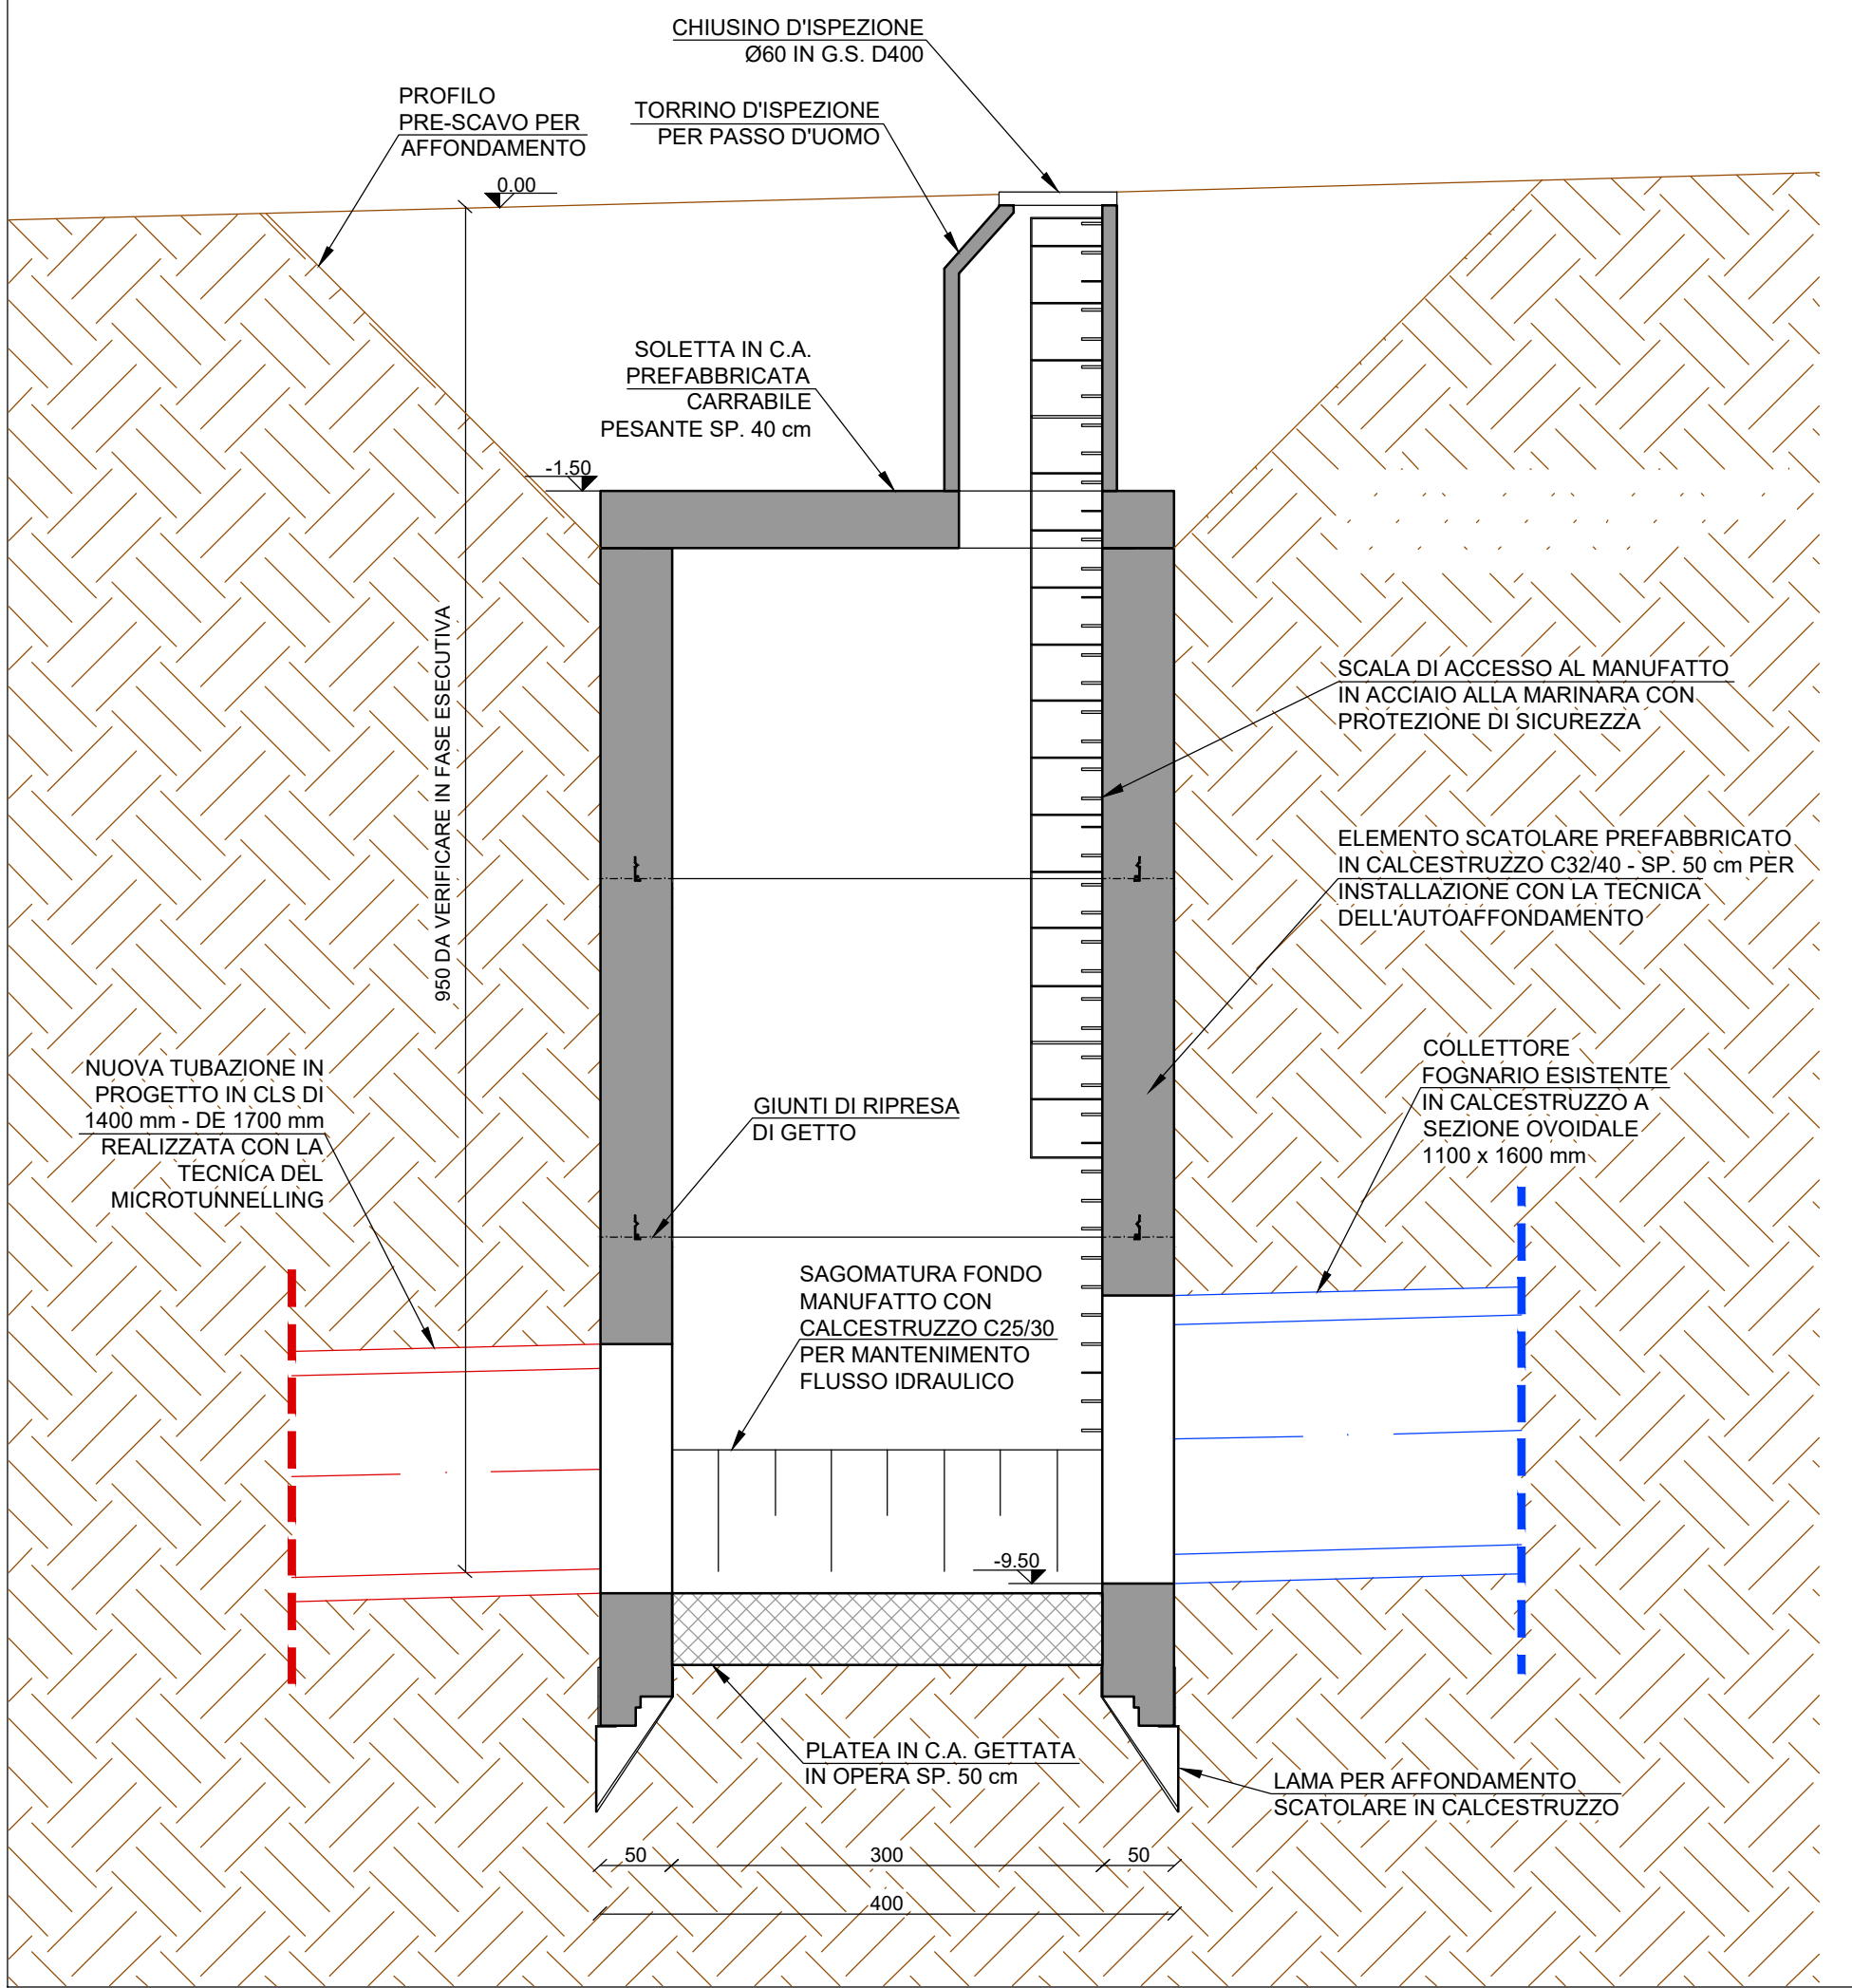 CHIUSINO D'ISPEZIONE
Ø60 IN G.S. D400
PROFILO
PRE-SCAVO PER
AFFONDAMENTO
TORRINO D'ISPEZIONE
PER PASSO D'UOMO
0.00
SOLETTA IN C.A.
PREFABBRICATA
CARRABILE
PESANTE SP. 40 cm
-1.50
950 DA VERIFICARE IN FASE ESECUTIVA
SCALA DI ACCESSO AL MANUFATTO
IN ACCIAIO ALLA MARINARA CON
PROTEZIONE DI SICUREZZA
ELEMENTO SCATOLARE PREFABBRICATO
IN CALCESTRUZZO C32/40 - SP. 50 cm PER
INSTALLAZIONE CON LA TECNICA
DELL'AUTOAFFONDAMENTO
NUOVA TUBAZIONE IN
PROGETTO IN CLS DI
1400 mm - DE 1700 mm
REALIZZATA CON LA
TECNICA DEL
MICROTUNNELLING
GIUNTI DI RIPRESA
DI GETTO
COLLETTORE
FOGNARIO ESISTENTE
IN CALCESTRUZZO A
SEZIONE OVOIDALE
1100 x 1600 mm
SAGOMATURA FONDO
MANUFATTO CON
CALCESTRUZZO C25/30
PER MANTENIMENTO
FLUSSO IDRAULICO
-9.50
PLATEA IN C.A. GETTATA
IN OPERA SP. 50 cm
LAMA PER AFFONDAMENTO
SCATOLARE IN CALCESTRUZZO
50 300 50
400